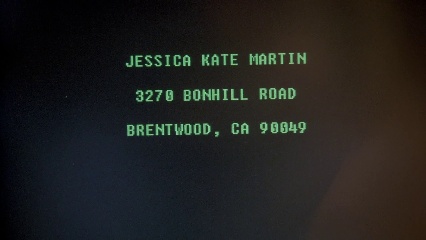 JESSICA KATE MARTIN
3270 BONHILL ROAD
BRENTWOOD, CA 90049